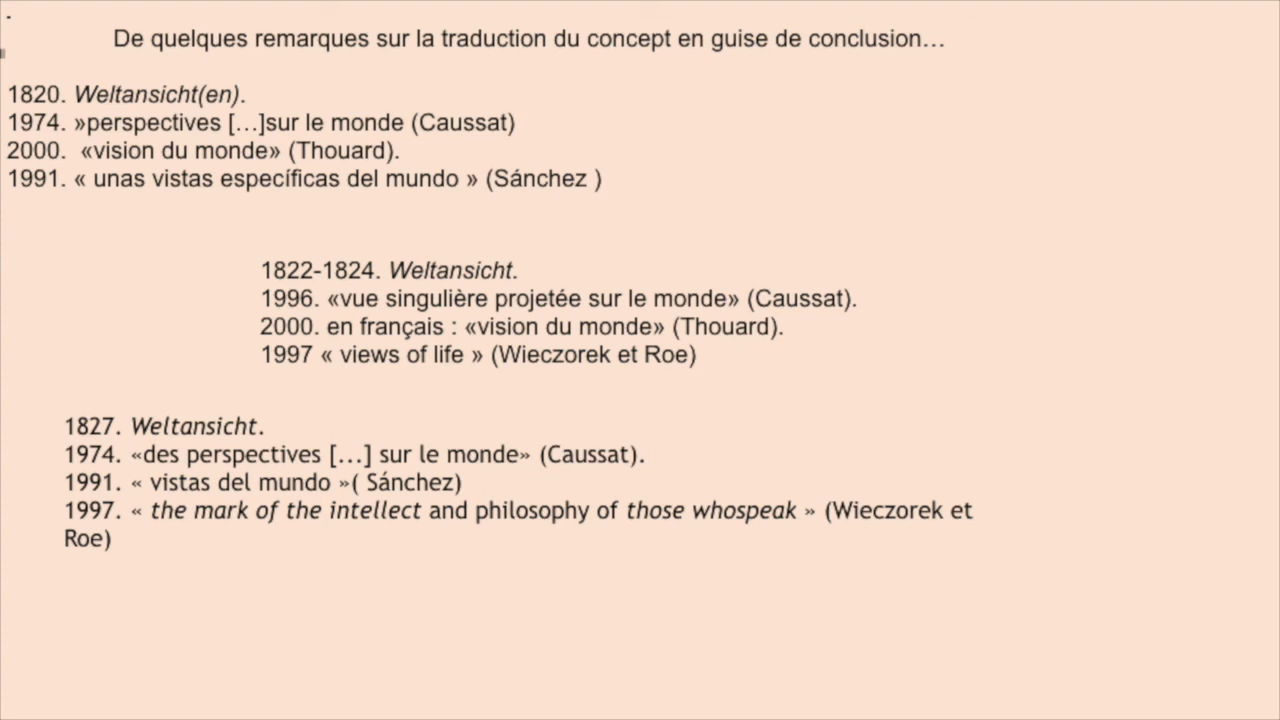 De quelques remarques sur la traduction du concept en guise de conclusion…
1820. Weltansicht(en).
1974. »perspectives […]sur le monde (Caussat)
2000.  «vision du monde» (Thouard).
1991. « unas vistas específicas del mundo » (Sánchez )
1822-1824. Weltansicht.
1996. «vue singulière projetée sur le monde» (Caussat).
2000. en français : «vision du monde» (Thouard).
1997 « views of life » (Wieczorek et Roe)
1827. Weltansicht.
1974. «des perspectives […] sur le monde» (Caussat).
1991. « vistas del mundo »( Sánchez)
1997. « the mark of the intellect and philosophy of those whospeak » (Wieczorek et
Roe)